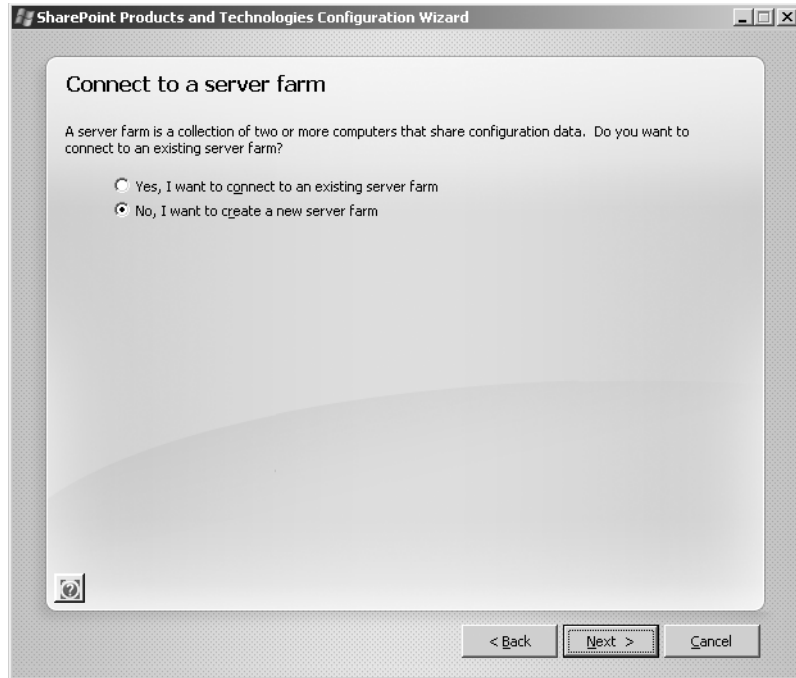 SharePoint Products and Technologies Configuration Wizard
Connect to a server farm
A server farm is a collection of two or more computers that share configuration data. Do you want to
connect to an existing server farm?
Yes, I want to connect to an existing server farm
No, I want to create a new server farm
< Back Next > Cancel